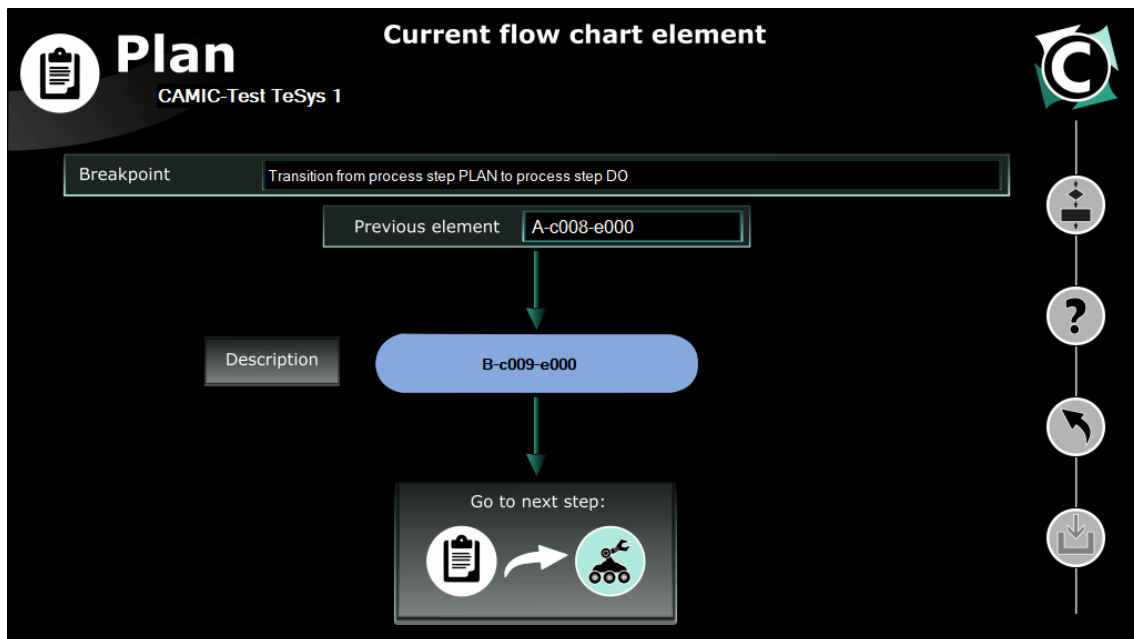 Current flow chart element
Plan
CAMIC-Test TeSys 1
C
Breakpoint Transition from process step PLAN to process step DO
Previous element A-c008-e000
?
Description B-c009-e000
Go to next step: